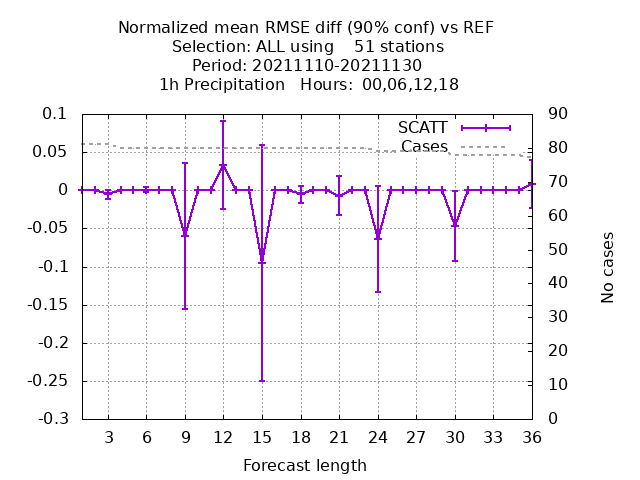 Normalized mean RMSE diff (90% conf) vs REF
Selection: ALL using    51 stations
Period: 20211110-20211130
1h Precipitation   Hours:  00,06,12,18
SCATT
Cases
0.1
0.05
0
-0.05
-0.1
-0.15
-0.2
-0.25
-0.3
90
80
70
60
50
40
30
20
10
0
No cases
3 6 9 12 15 18 21 24 27 30 33 36
Forecast length